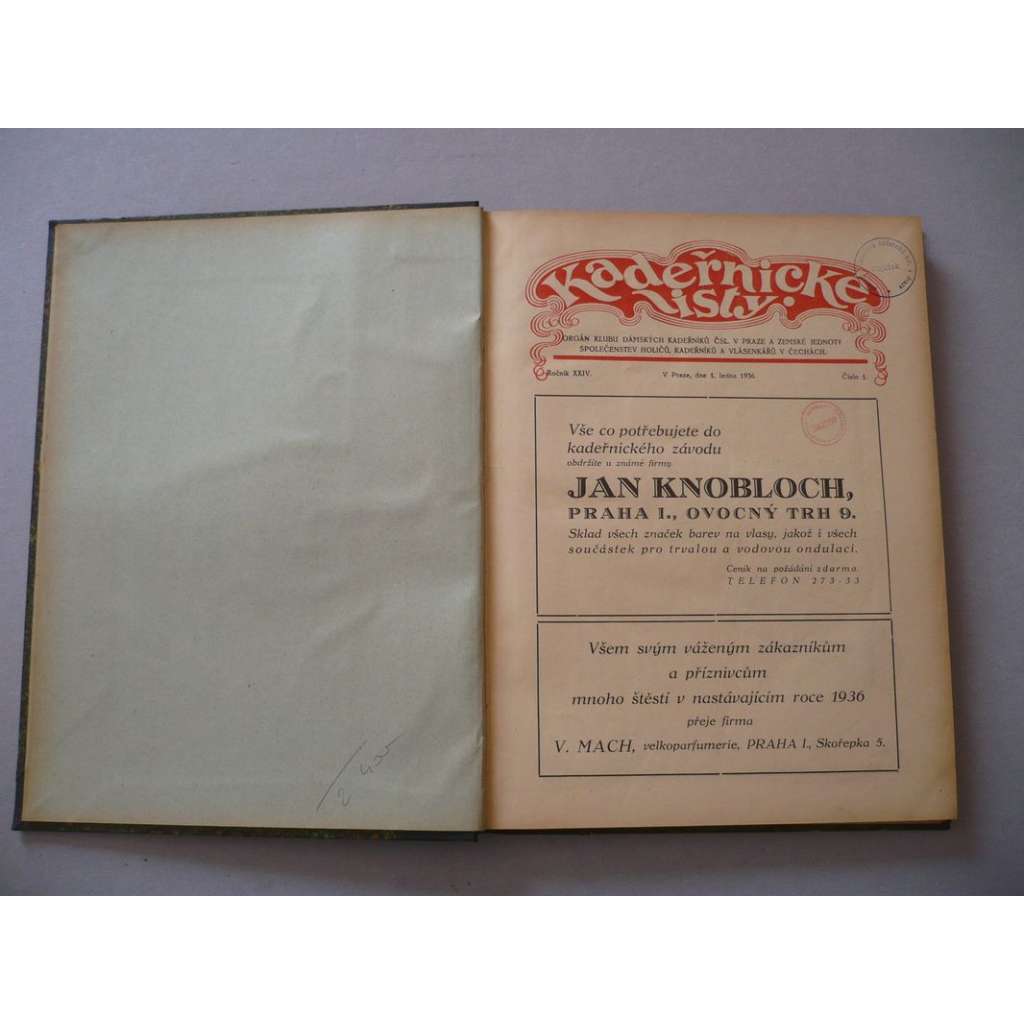 Kadeřnické
listy.
ORGÁN KLUBU DÁMSKÝCH KADEŘNÍKŮ ČSL. V PRAZE A ZEMSKÉ JEDNOTY
SPOLEČENSTEV HOLIČŮ, KADEŘNÍKŮ A VLÁSENKÁŘŮ V ČECHÁCH.
Ročník XXIV. V Praze, dne 1. ledna 1936 Číslo 1.
Vše co potřebujete do
kadeřnického závodu
obdržíte u známé firmy
JAN KNOBLOCH,
PRAHA I., OVOCNÝ TRH 9.
Sklad všech značek barev na vlasy, jakož i všech
součástek pro trvalou a vodovou ondulaci.
Ceník na požádání zdarma.
TELEFON 273-53
Všem svým váženým zákazníkům
a příznivcům
mnoho štěstí v nastávajícím roce 1936
přeje firma
V. MACH, velkoparfumerie, PRAHA I., Skořepka 5.